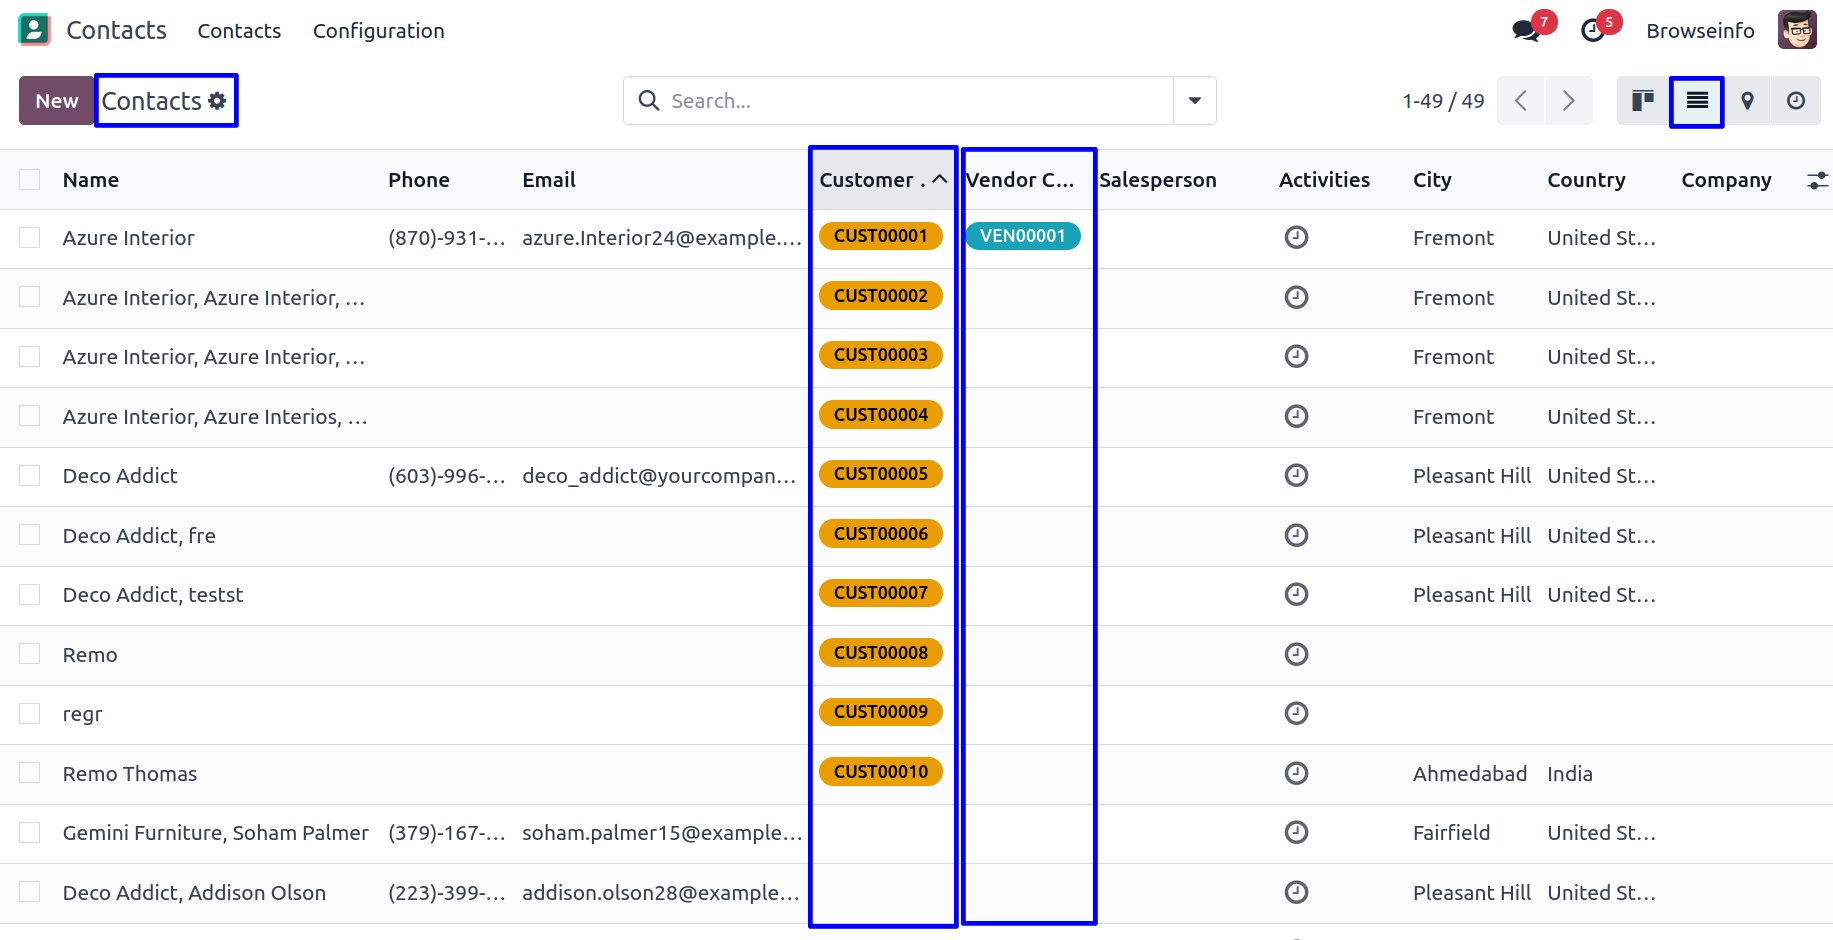 Contacts Contacts Configuration 7 5 Browseinfo
New Contacts Search... 1-49 / 49
Name Phone Email Customer . Vendor C... Salesperson Activities City Country Company
Azure Interior (870)-931-... azure.Interior24@example.... CUST00001 VEN00001 Fremont United St...
Azure Interior, Azure Interior, ... CUST00002 Fremont United St...
Azure Interior, Azure Interior, ... CUST00003 Fremont United St...
Azure Interior, Azure Interios, ... CUST00004 Fremont United St...
Deco Addict (603)-996-... deco_addict@yourcompan... CUST00005 Pleasant Hill United St...
Deco Addict, fre CUST00006 Pleasant Hill United St...
Deco Addict, testst CUST00007 Pleasant Hill United St...
Remo CUST00008
regr CUST00009
Remo Thomas CUST00010 Ahmedabad India
Gemini Furniture, Soham Palmer (379)-167-... soham.palmer15@example... Fairfield United St...
Deco Addict, Addison Olson (223)-399-... addison.olson28@example... Pleasant Hill United St...